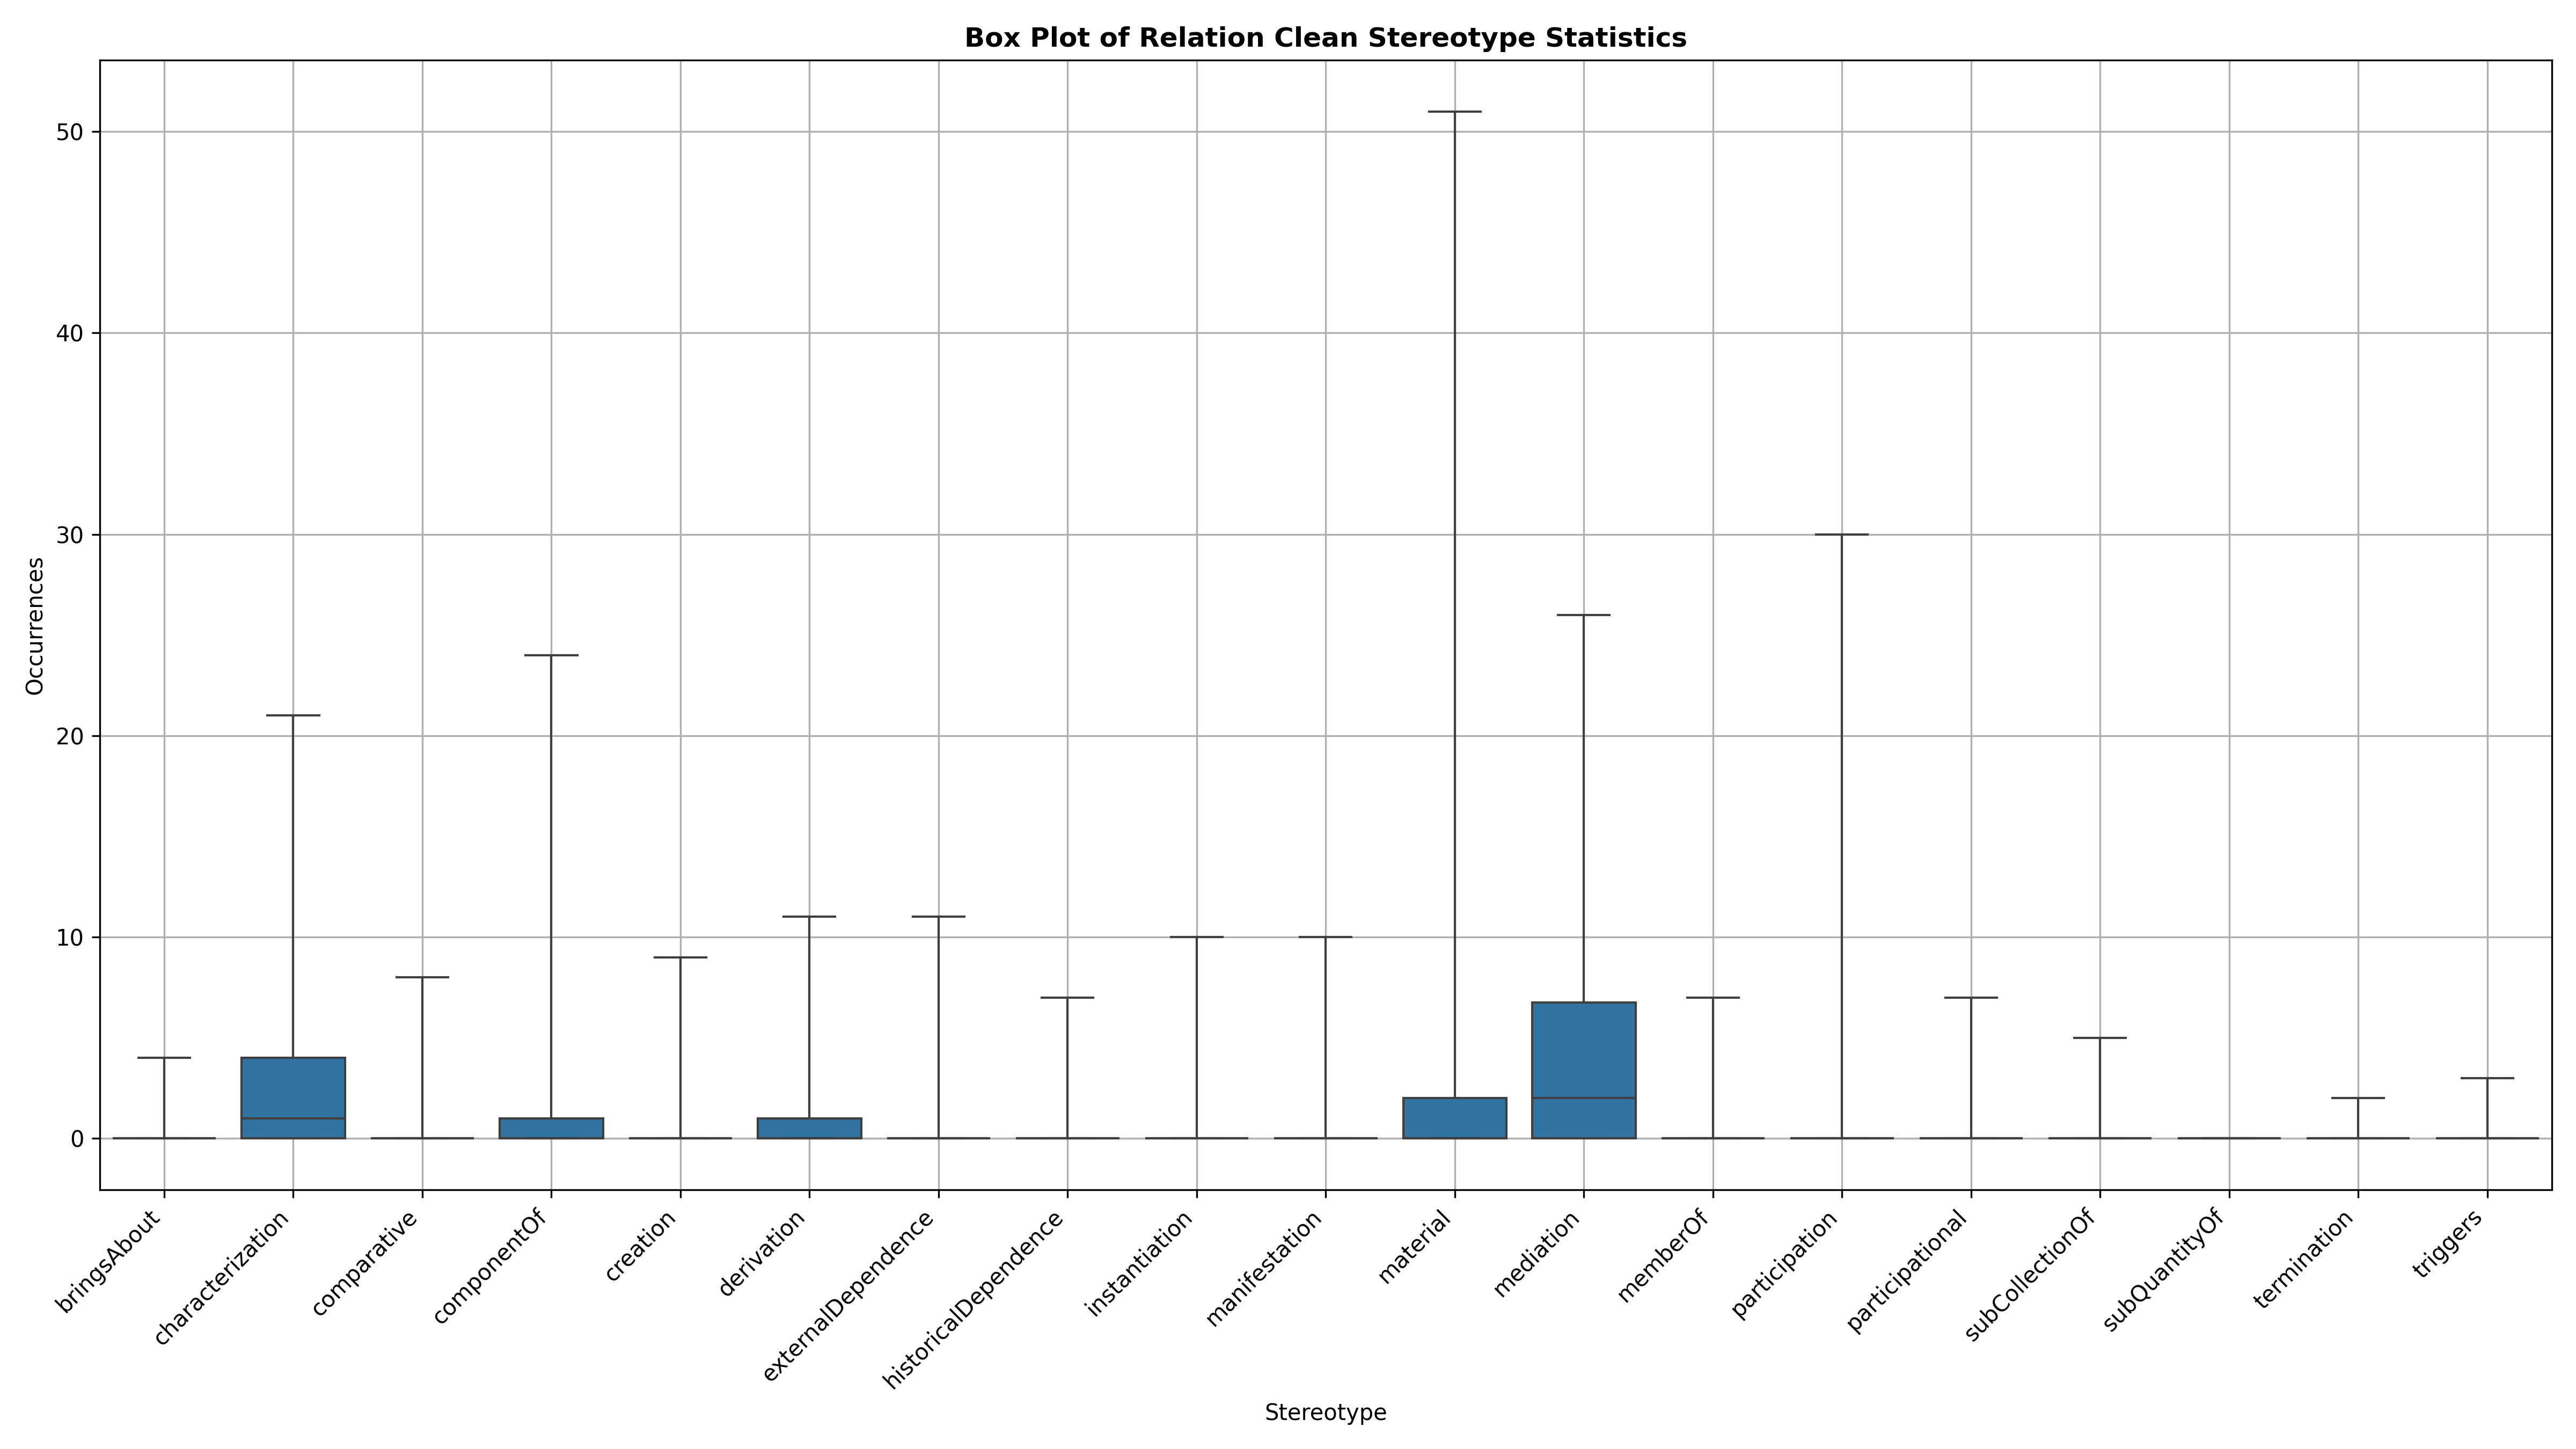 Box Plot of Relation Clean Stereotype Statistics
50
40
30
20
10
0
Occurrences
bringsAbout
characterization
comparative
componentOf
creation
derivation
externalDependence
historicalDependence
instantiation
manifestation
material
mediation
memberOf
participation
participational
subCollectionOf
subQuantityOf
termination
triggers
Stereotype